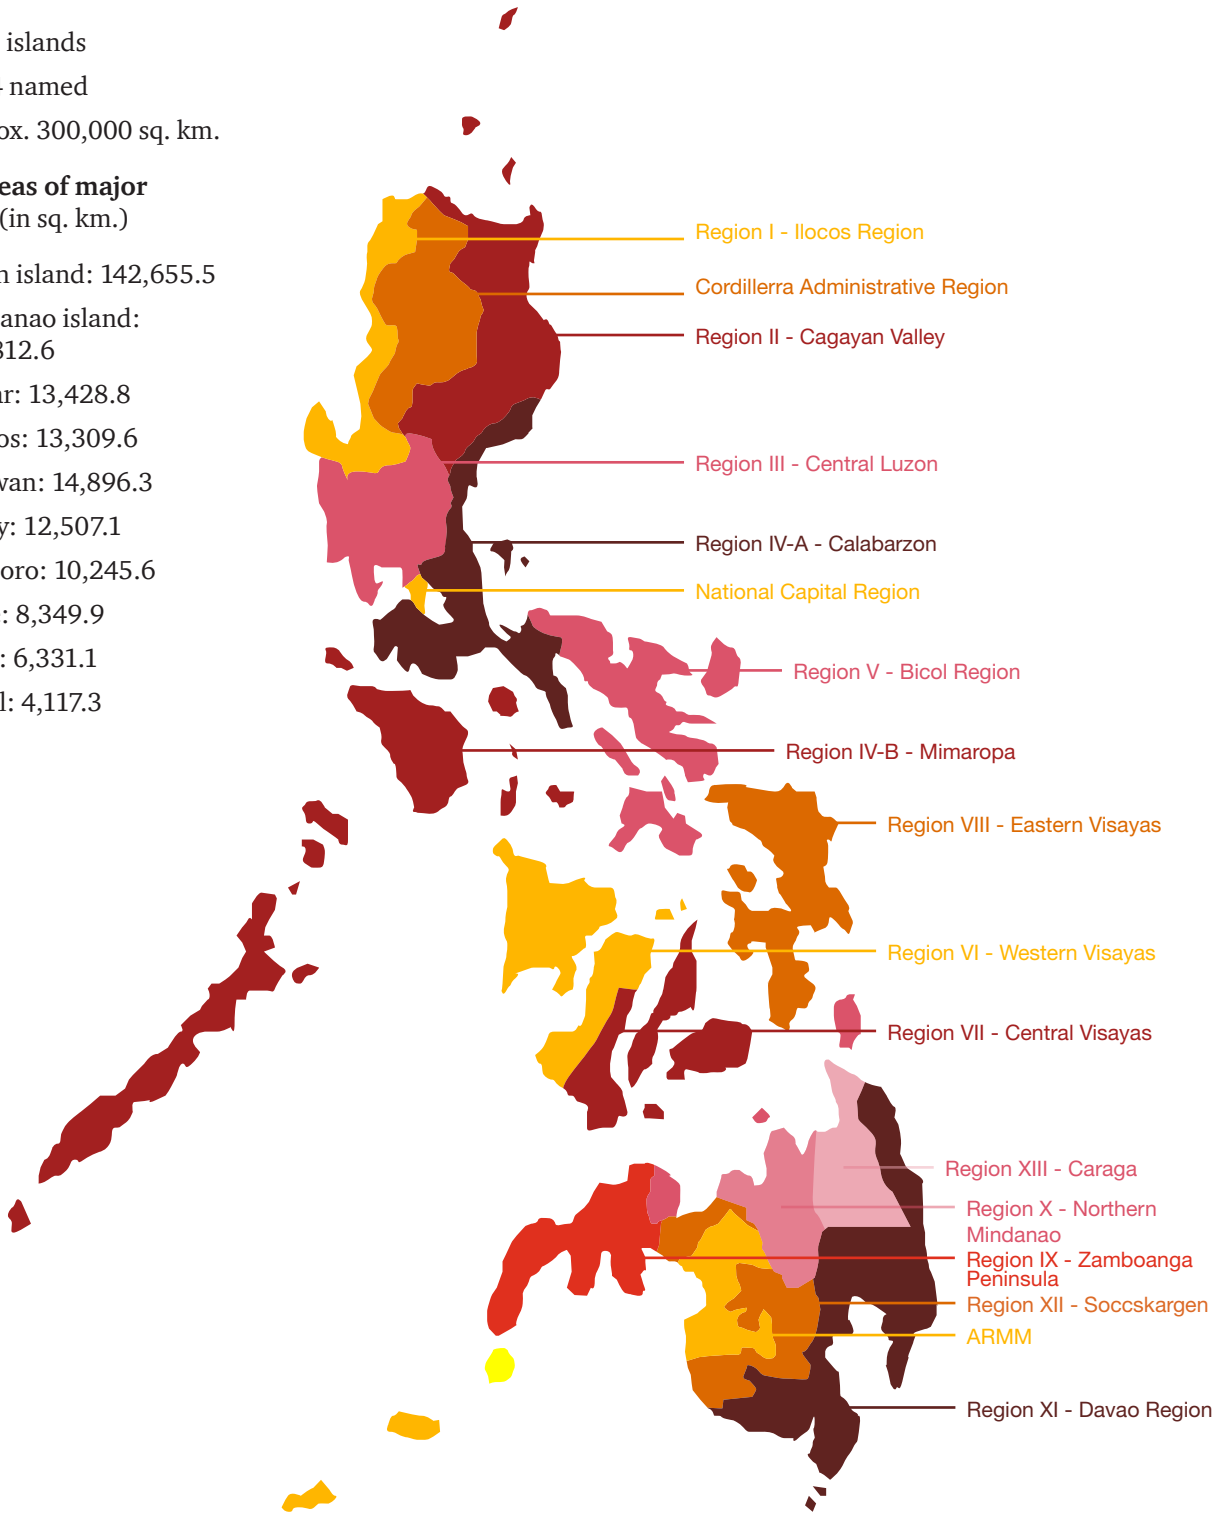 islands
named
ox. 300,000 sq. km.
eas of major
(in sq. km.)
island: 142,655.5
anao island:
312.6
r: 13,428.8
os: 13,309.6
wan: 14,896.3
y: 12,507.1
oro: 10,245.6
: 8,349.9
: 6,331.1
l: 4,117.3
Region I - Ilocos Region
Cordillerra Administrative Region
Region II - Cagayan Valley
Region III - Central Luzon
Region IV-A - Calabarzon
National Capital Region
Region V - Bicol Region
Region IV-B - Mimaropa
Region VIII - Eastern Visayas
Region VI - Western Visayas
Region VII - Central Visayas
Region XIII - Caraga
Region X - Northern
Mindanao
Region IX - Zamboanga
Peninsula
Region XII - Soccskargen
ARMM
Region XI - Davao Region